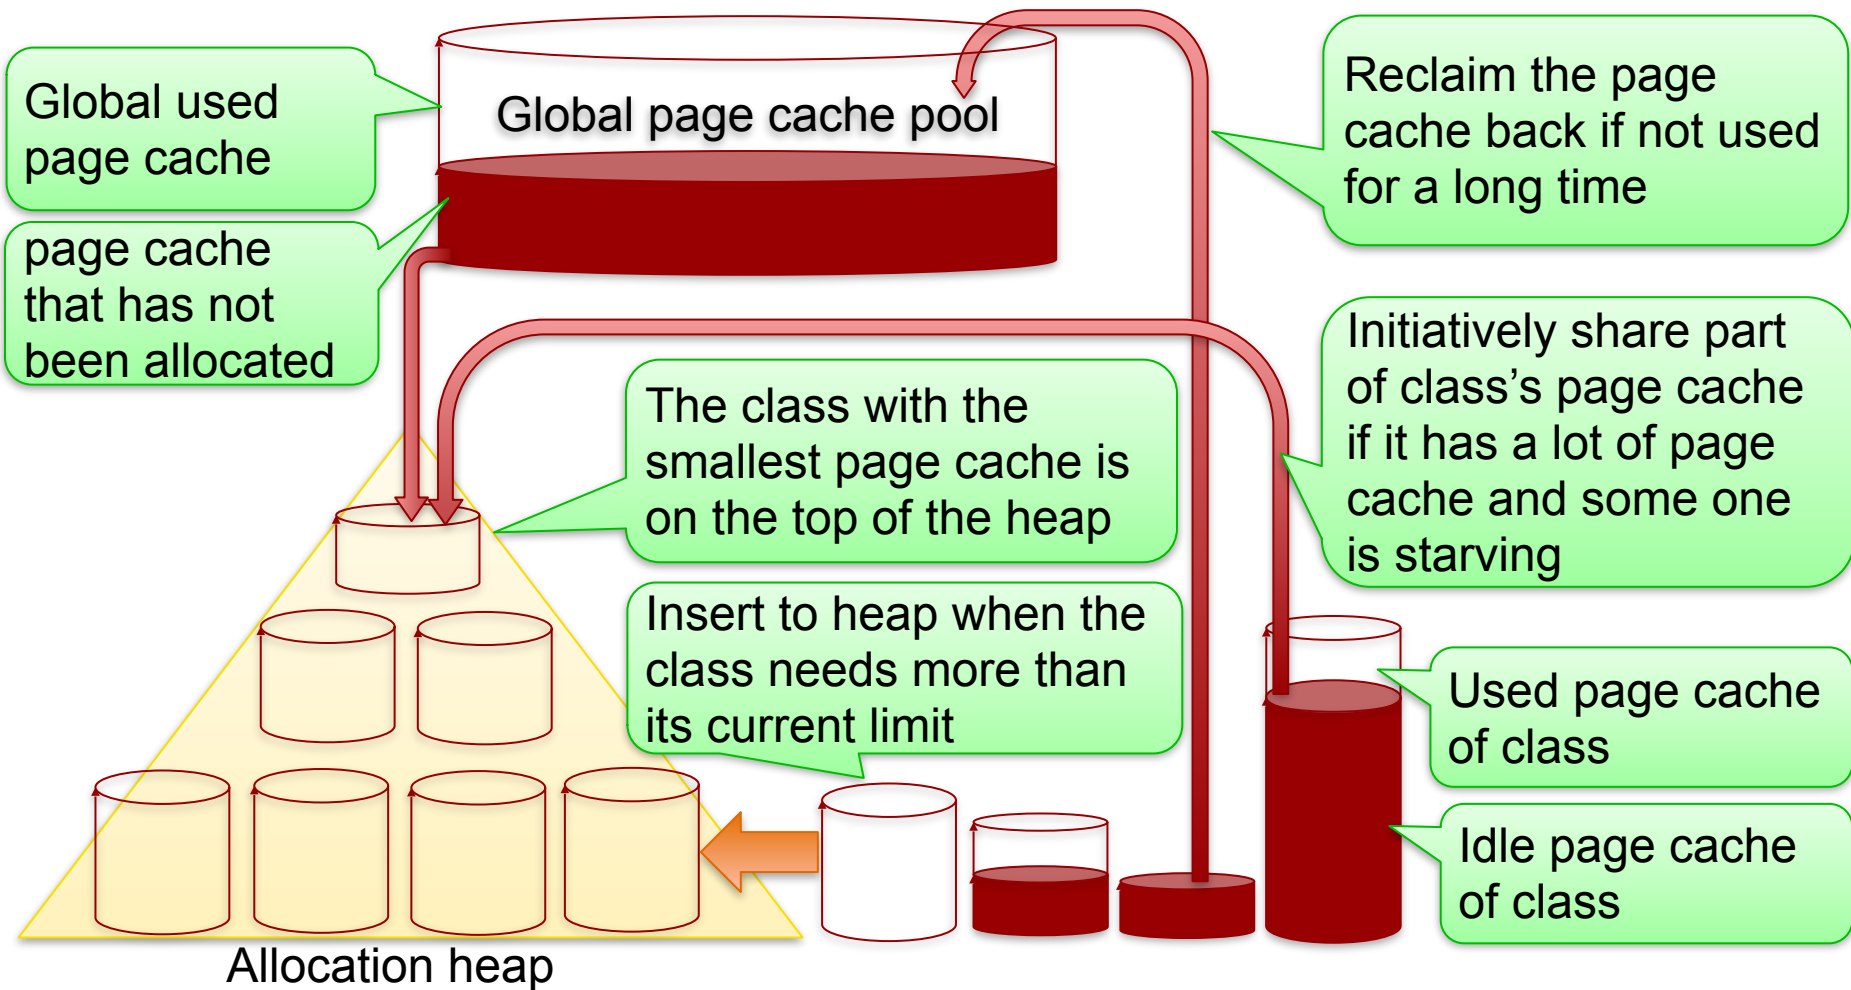 Global used
page cache
Global page cache pool
Reclaim the page
cache back if not used
for a long time
page cache
that has not
been allocated
Initiatively share part
of class’s page cache
if it has a lot of page
cache and some one
is starving
The class with the
smallest page cache is
on the top of the heap
Insert to heap when the
class needs more than
its current limit
Used page cache
of class
Idle page cache
of class
Allocation heap